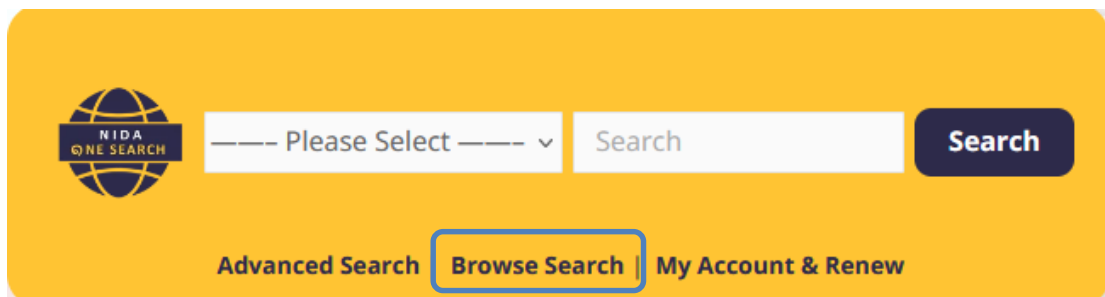 NIDA
ONE SEARCH
——– Please Select ——–
Search
Search
Advanced Search | Browse Search | My Account & Renew